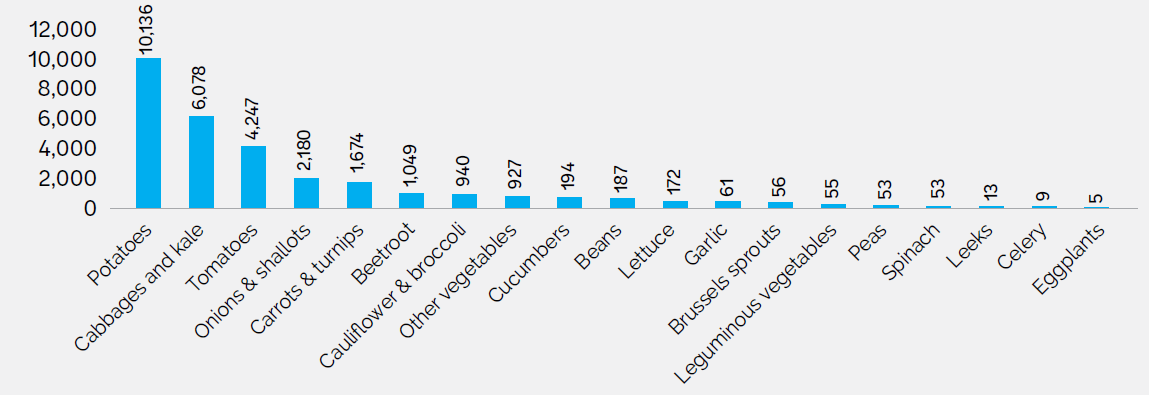 12,000
10,000
8,000
6,000
4,000
2,000
0
10,136
6,078
4,247
2,180
1,674
1,049
940
927
194
187
172
61
56
55
53
53
13
9
5
Potatoes
Cabbages and kale
Tomatoes
Onions & shallots
Carrots & turnips
Beetroot
Cauliflower & broccoli
Other vegetables
Cucumbers
Beans
Lettuce
Garlic
Brussels sprouts
Leguminous vegetables
Peas
Spinach
Leeks
Celery
Eggplants